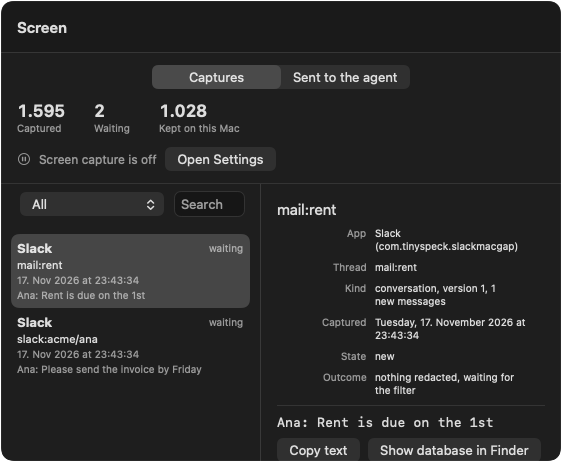 Screen
Captures
Sent to the agent
1.595
2
1.028
Captured
Waiting
Kept on this Mac
Screen capture is off
Open Settings
All
Search
Slack
waiting
mail:rent
17. Nov 2026 at 23:43:34
Ana: Rent is due on the 1st
Slack
waiting
slack:acme/ana
17. Nov 2026 at 23:43:34
Ana: Please send the invoice by Friday
mail:rent
App
Slack
(com.tinyspeck.slackmacgap)
Thread
mail:rent
Kind
conversation, version 1, 1
new messages
Captured
Tuesday, 17. November 2026 at
23:43:34
State
new
Outcome
nothing redacted, waiting for
the filter
Ana: Rent is due on the 1st
Copy text
Show database in Finder